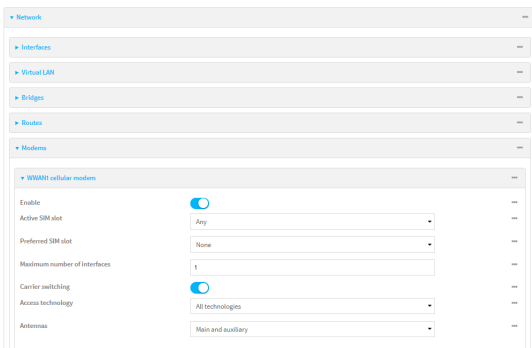 Network
Interfaces
Virtual LAN
Bridges
Routes
Modems
WWAN1 cellular modem
Enable
Active SIM slot
Any
Preferred SIM slot
None
Maximum number of interfaces
1
Carrier switching
Access technology
All technologies
Antennas
Main and auxiliary